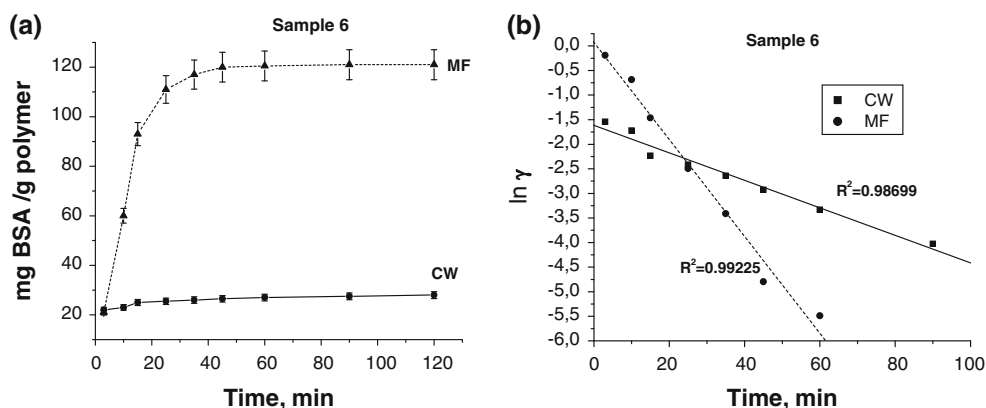 (a)
Sample 6
mg BSA /g polymer
120
100
80
60
40
20
MF
CW
0
20
40
60
80
100
120
Time, min
(b)
Sample 6
ln γ
0,0
-0,5
-1,0
-1,5
-2,0
-2,5
-3,0
-3,5
-4,0
-4,5
-5,0
-5,5
-6,0
CW
MF
R²=0.98699
R²=0.99225
0
20
40
60
80
100
Time, min